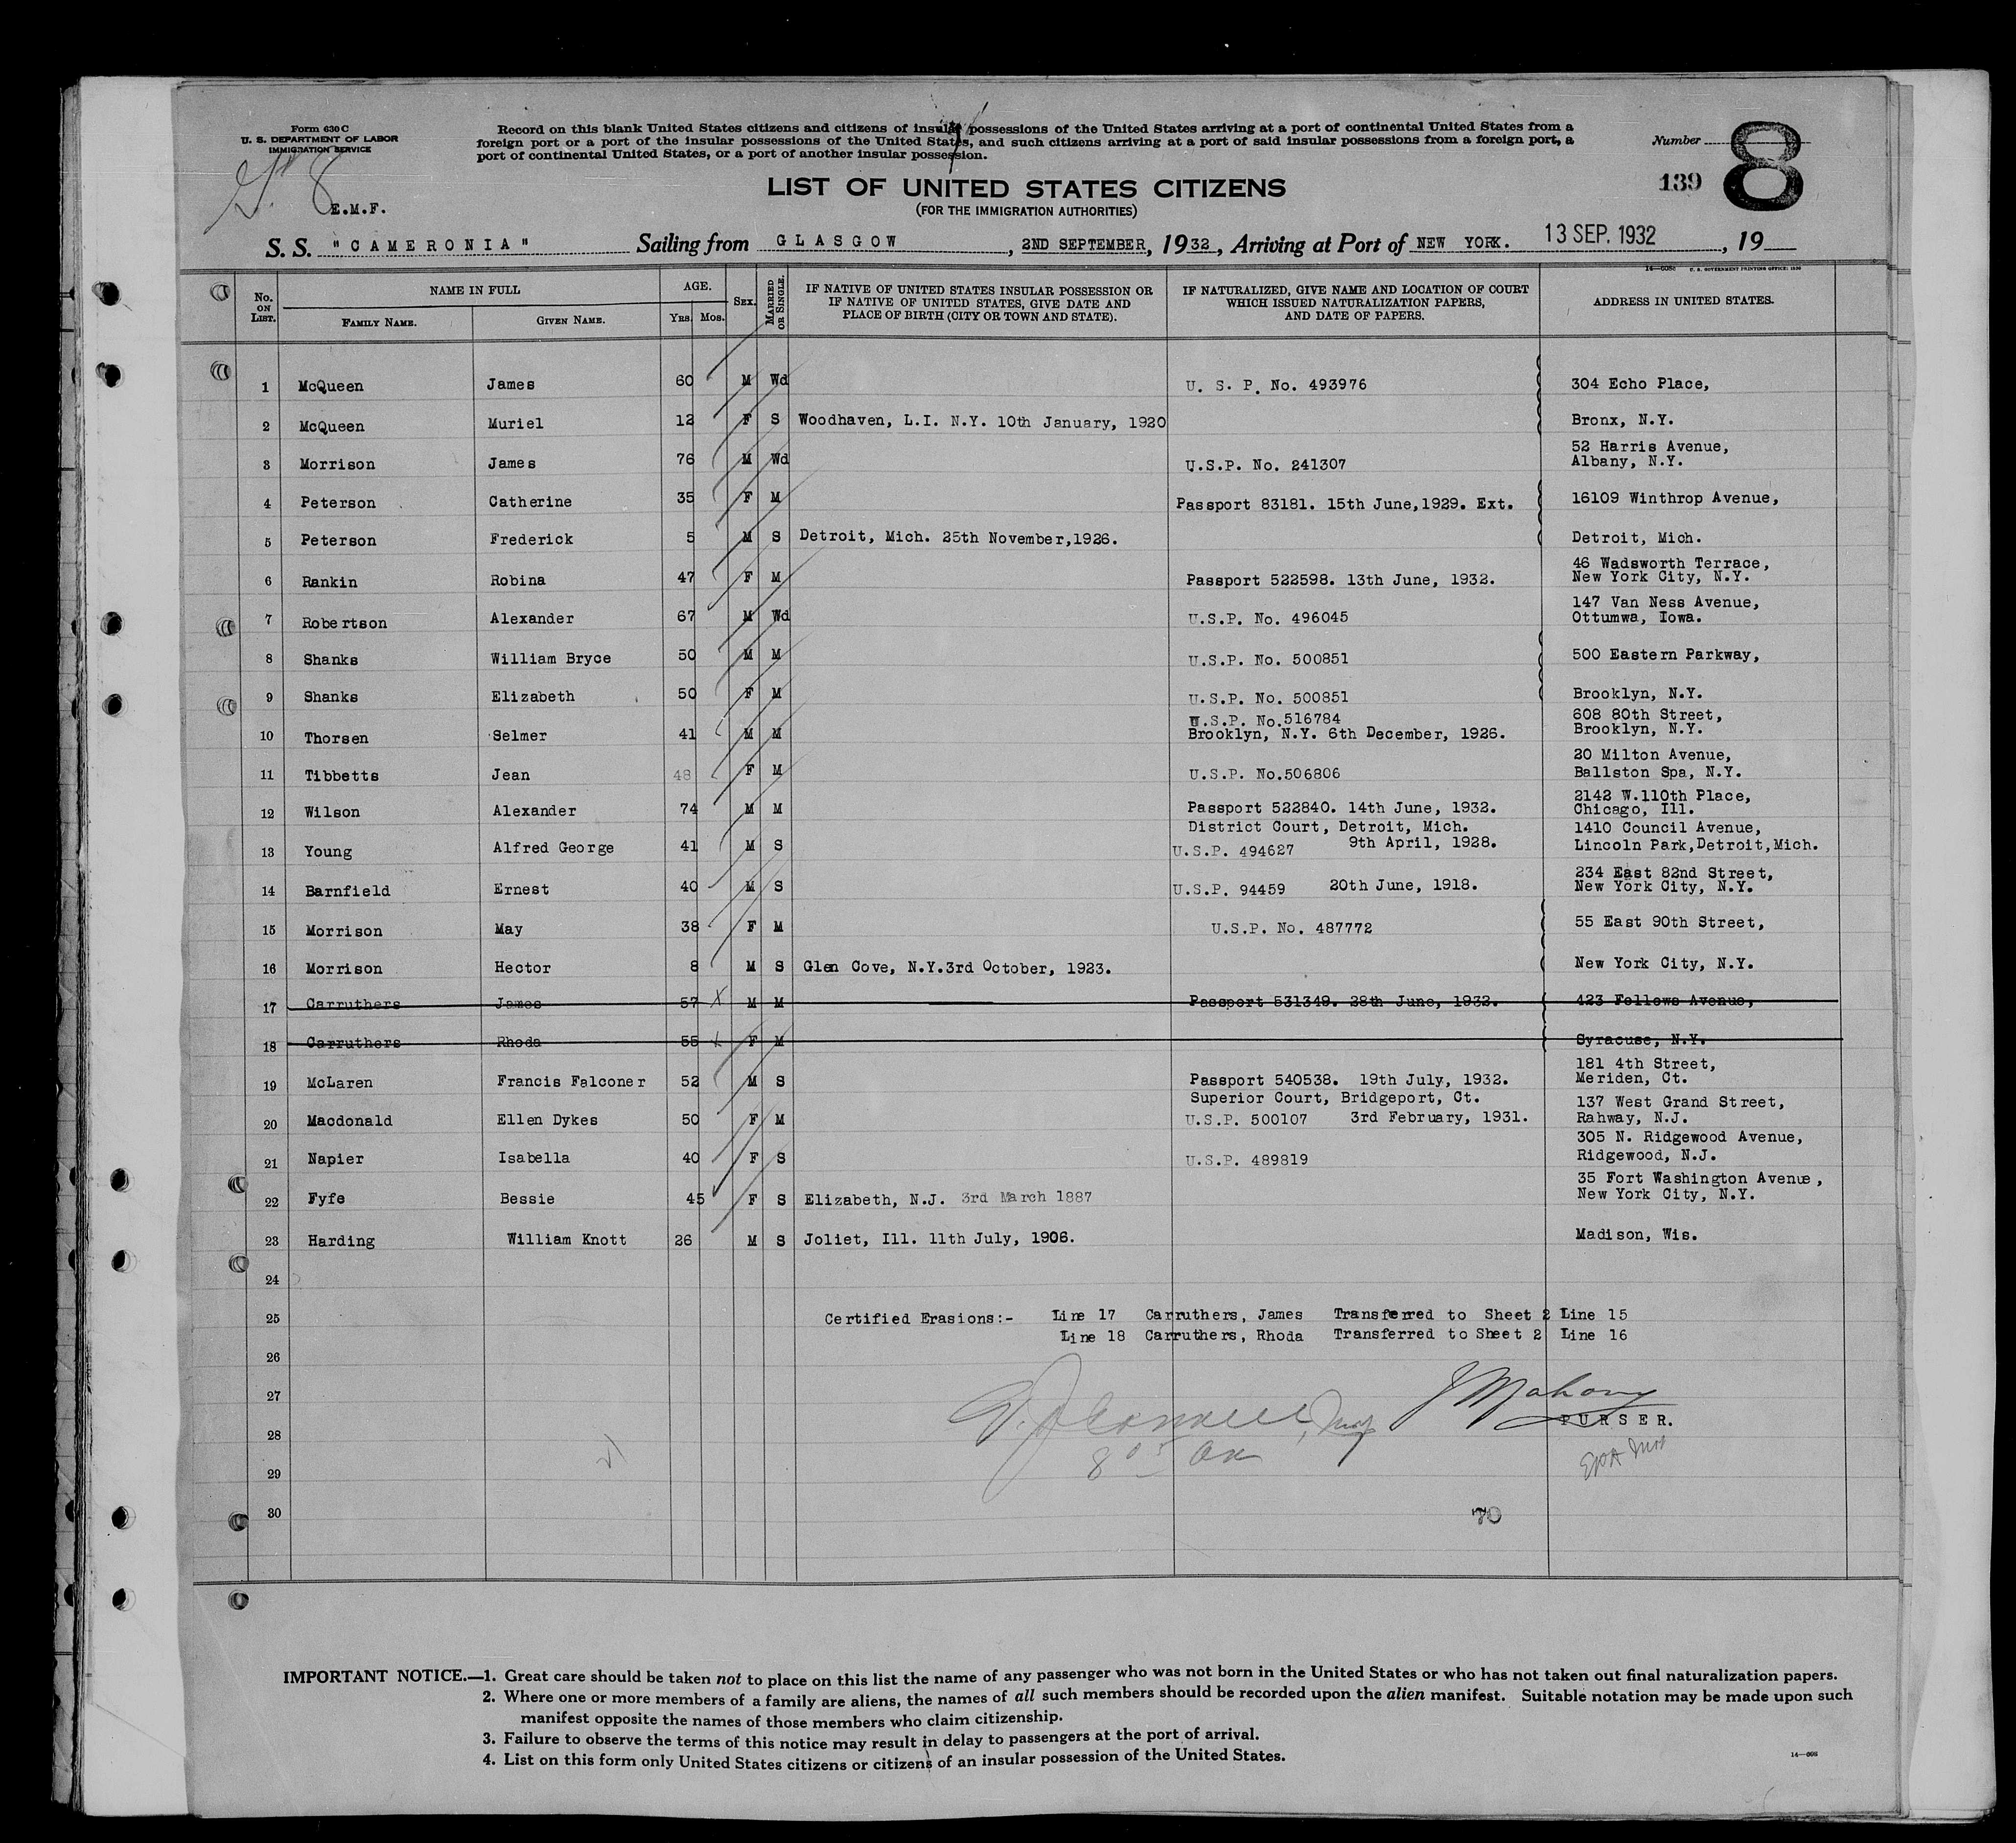 Form 630 C
U. S. DEPARTMENT OF LABOR
IMMIGRATION SERVICE
Record on this blank United States citizens and citizens of insular possessions of the United States arriving at a port of continental United States from a
foreign port or a port of the insular possessions of the United States, and such citizens arriving at a port of said insular possessions from a foreign port, a
port of continental United States, or a port of another insular possession.
Number 8
139
E.M.F.
LIST OF UNITED STATES CITIZENS
(FOR THE IMMIGRATION AUTHORITIES)
S. S. "CAMERONIA" Sailing from GLASGOW, 2ND SEPTEMBER, 1932, Arriving at Port of NEW YORK. 13 SEP. 1932, 19
U. S. GOVERNMENT PRINTING OFFICE: 1930
No. ON LIST. NAME IN FULL AGE. SEX. MARRIED OR SINGLE. IF NATIVE OF UNITED STATES INSULAR POSSESSION OR IF NATIVE OF UNITED STATES, GIVE DATE AND PLACE OF BIRTH (CITY OR TOWN AND STATE). IF NATURALIZED, GIVE NAME AND LOCATION OF COURT WHICH ISSUED NATURALIZATION PAPERS, AND DATE OF PAPERS. ADDRESS IN UNITED STATES.
FAMILY NAME. GIVEN NAME. YRS. MOS.
1 McQueen James 60 M Wd U. S. P. No. 493976 304 Echo Place,
2 McQueen Muriel 12 F S Woodhaven, L.I. N.Y. 10th January, 1920 Bronx, N.Y.
52 Harris Avenue,
3 Morrison James 76 M Wd U.S.P. No. 241307 Albany, N.Y.
4 Peterson Catherine 35 F M Passport 83181. 15th June,1929. Ext. 16109 Winthrop Avenue,
5 Peterson Frederick 5 M S Detroit, Mich. 25th November,1926. Detroit, Mich.
46 Wadsworth Terrace,
6 Rankin Robina 47 F M Passport 522598. 13th June, 1932. New York City, N.Y.
147 Van Ness Avenue,
7 Robertson Alexander 67 M Wd U.S.P. No. 496045 Ottumwa, Iowa.
8 Shanks William Bryce 50 M M U.S.P. No. 500851 500 Eastern Parkway,
9 Shanks Elizabeth 50 F M U.S.P. No. 500851 Brooklyn, N.Y.
U.S.P. No.516784 608 80th Street,
10 Thorsen Selmer 41 M M Brooklyn, N.Y. 6th December, 1926. Brooklyn, N.Y.
20 Milton Avenue,
11 Tibbetts Jean 48 F M U.S.P. No.506806 Ballston Spa, N.Y.
2142 W.110th Place,
12 Wilson Alexander 74 M M Passport 522840. 14th June, 1932. Chicago, Ill.
District Court, Detroit, Mich. 1410 Council Avenue,
13 Young Alfred George 41 M S U.S.P. 494627 9th April, 1928. Lincoln Park,Detroit,Mich.
234 East 82nd Street,
14 Barnfield Ernest 40 M S U.S.P. 94459 20th June, 1918. New York City, N.Y.
15 Morrison May 38 F M U.S.P. No. 487772 55 East 90th Street,
16 Morrison Hector 8 M S Glen Cove, N.Y.3rd October, 1923. New York City, N.Y.
17 Carruthers James 57 X M M Passport 531349. 28th June, 1932. 423 Fellows Avenue,
18 Carruthers Rhoda 55 x F M Syracuse, N.Y.
181 4th Street,
19 McLaren Francis Falconer 52 M S Passport 540538. 19th July, 1932. Meriden, Ct.
Superior Court, Bridgeport, Ct. 137 West Grand Street,
20 Macdonald Ellen Dykes 50 F M U.S.P. 500107 3rd February, 1931. Rahway, N.J.
305 N. Ridgewood Avenue,
21 Napier Isabella 40 F S U.S.P. 489819 Ridgewood, N.J.
35 Fort Washington Avenue,
22 Fyfe Bessie 45 F S Elizabeth, N.J. 3rd March 1887 New York City, N.Y.
23 Harding William Knott 26 M S Joliet, Ill. 11th July, 1906. Madison, Wis.
24
25 Certified Erasions:- Line 17 Carruthers, James Transferred to Sheet 2 Line 15
Line 18 Carruthers, Rhoda Transferred to Sheet 2 Line 16
26
27 J Mahony
PURSER.
28
29
30 70
IMPORTANT NOTICE.—1. Great care should be taken not to place on this list the name of any passenger who was not born in the United States or who has not taken out final naturalization papers.
2. Where one or more members of a family are aliens, the names of all such members should be recorded upon the alien manifest. Suitable notation may be made upon such
manifest opposite the names of those members who claim citizenship.
3. Failure to observe the terms of this notice may result in delay to passengers at the port of arrival.
4. List on this form only United States citizens or citizens of an insular possession of the United States.